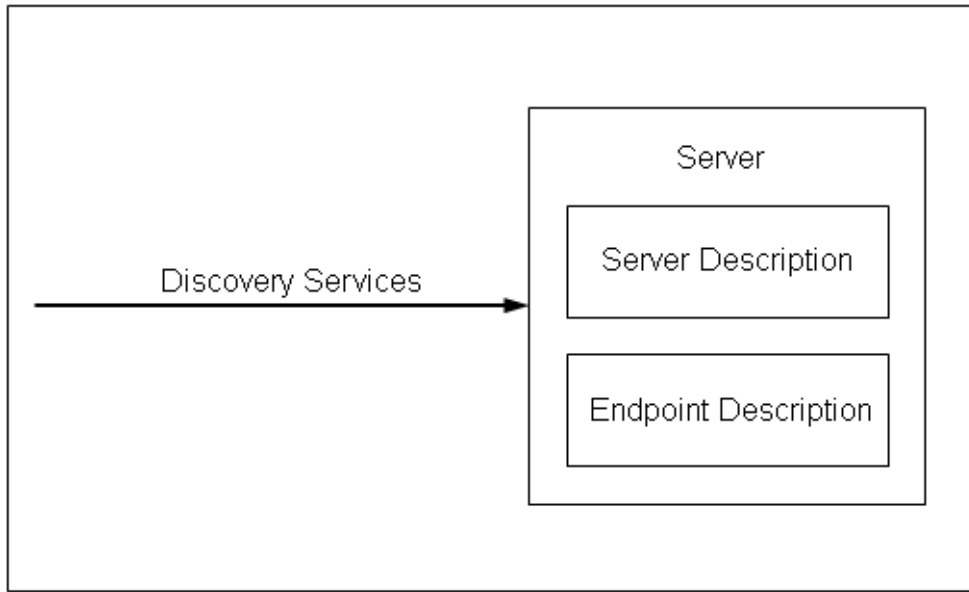 Server
Server Description
Discovery Services
Endpoint Description